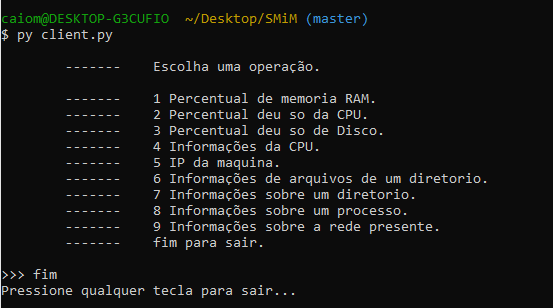 caiom@DESKTOP-G3CUFIO ~/Desktop/SMiM (master)
$ py client.py
------- Escolha uma operação.
------- 1 Percentual de memoria RAM.
------- 2 Percentual deu so da CPU.
------- 3 Percentual deu so de Disco.
------- 4 Informações da CPU.
------- 5 IP da maquina.
------- 6 Informações de arquivos de um diretorio.
------- 7 Informações sobre um diretorio.
------- 8 Informações sobre um processo.
------- 9 Informações sobre a rede presente.
------- fim para sair.
>>> fim
Pressione qualquer tecla para sair...